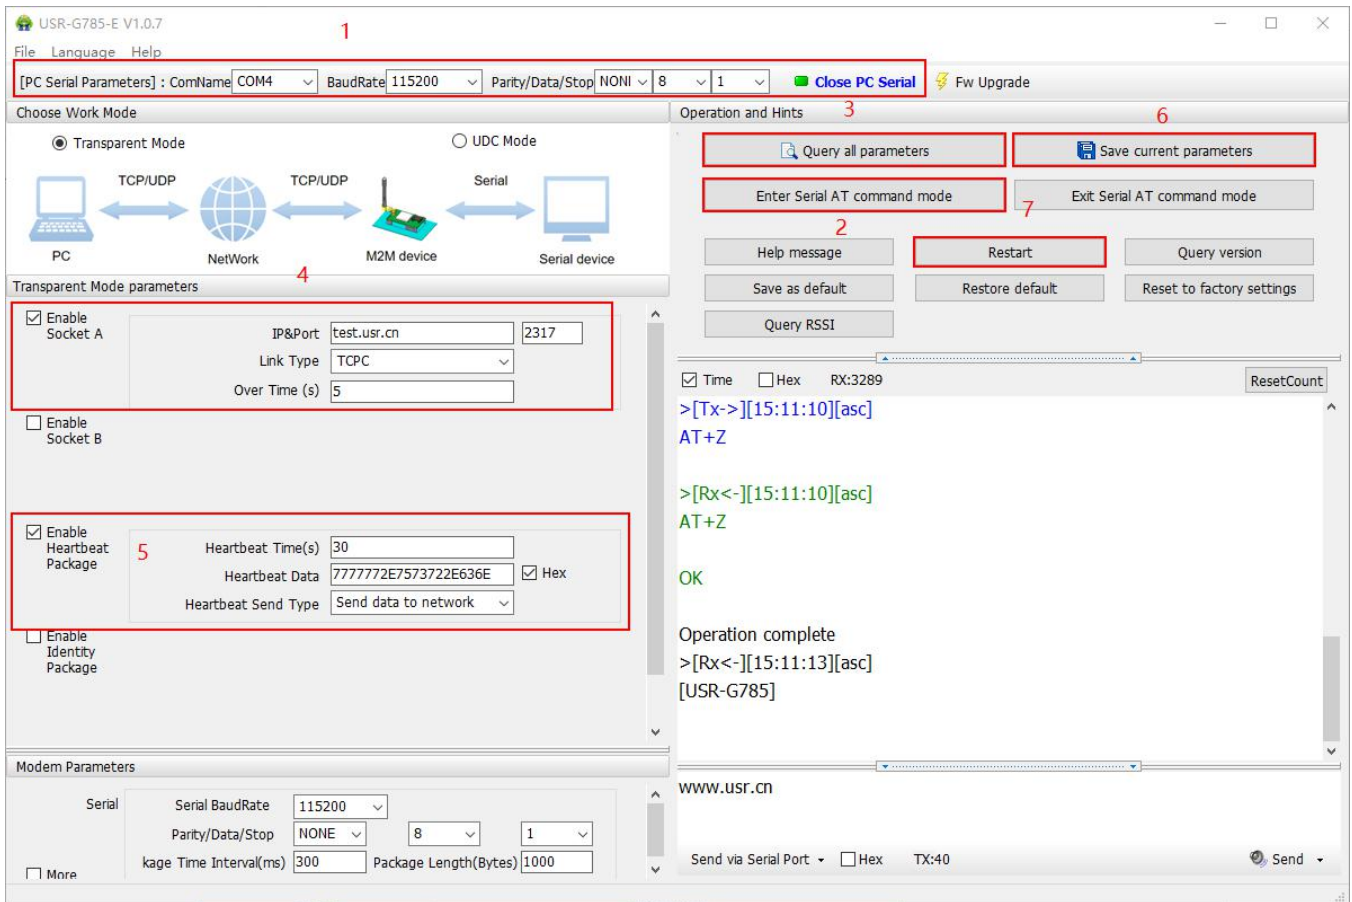 USR-G785-E V1.0.7
1
File Language Help
[PC Serial Parameters] : ComName COM4 BaudRate 115200 Parity/Data/Stop NONI 8 1 Close PC Serial Fw Upgrade
Choose Work Mode
Transparent Mode UDC Mode
TCP/UDP TCP/UDP Serial
PC NetWork M2M device Serial device
4
Transparent Mode parameters
Enable
Socket A
IP&Port test.usr.cn 2317
Link Type TCPC
Over Time (s) 5
Enable
Socket B
Enable
Heartbeat
Package
5
Heartbeat Time(s) 30
Heartbeat Data 7777772E7573722E636E Hex
Heartbeat Send Type Send data to network
Enable
Identity
Package
Modem Parameters
Serial Serial BaudRate 115200
Parity/Data/Stop NONE 8 1
kage Time Interval(ms) 300 Package Length(Bytes) 1000
More
Operation and Hints 3 6
Query all parameters Save current parameters
Enter Serial AT command mode Exit Serial AT command mode
2 7
Help message Restart Query version
Save as default Restore default Reset to factory settings
Query RSSI
Time Hex RX:3289 ResetCount
>[Tx->][15:11:10][asc]
AT+Z
>[Rx<-][15:11:10][asc]
AT+Z
OK
Operation complete
>[Rx<-][15:11:13][asc]
[USR-G785]
www.usr.cn
Send via Serial Port Hex TX:40 Send